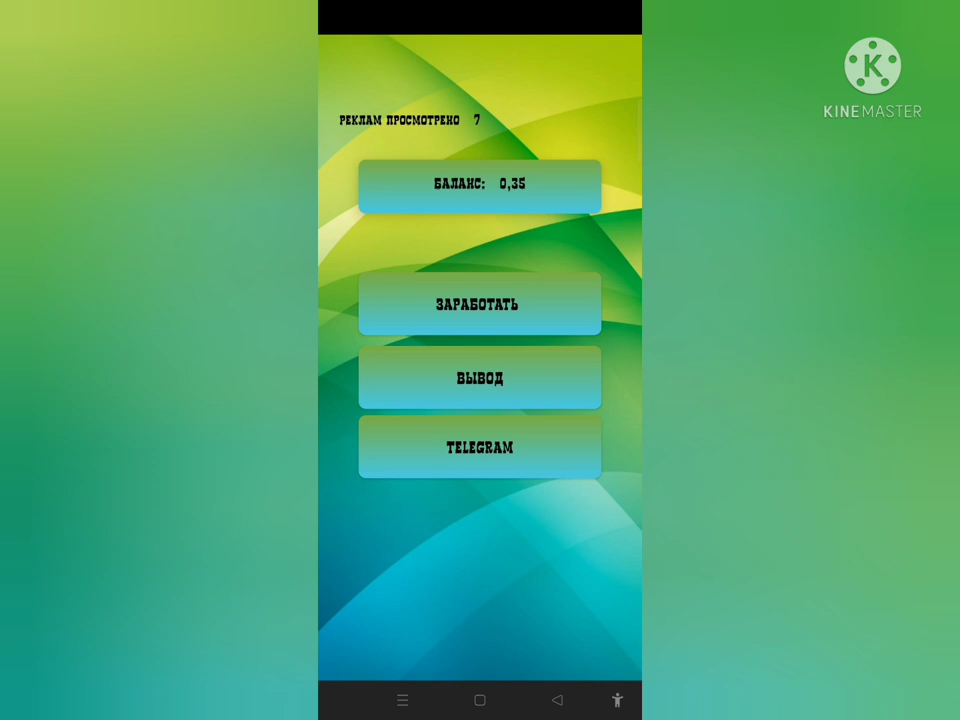 KINEMASTER
РЕКЛАМ ПРОСМОТРЕНО 7
БАЛАНС: 0,35
ЗАРАБОТАТЬ
ВЫВОД
TELEGRAM